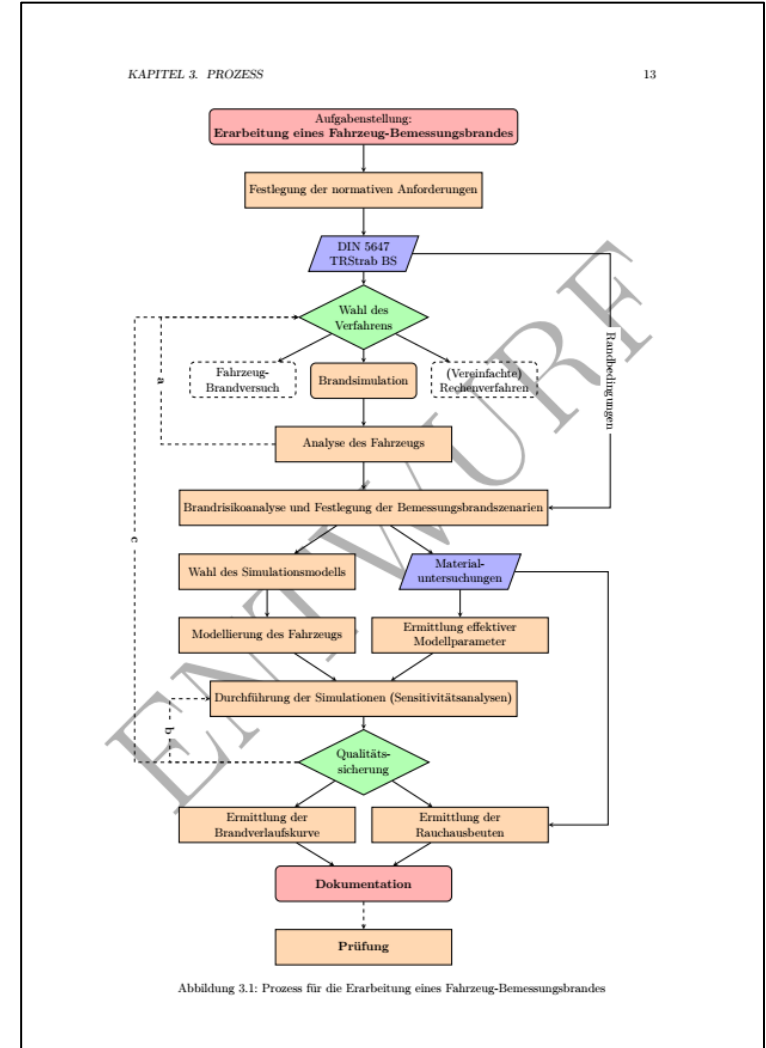 KAPITEL 3. PROZESS 13
Aufgabenstellung:
Erarbeitung eines Fahrzeug-Bemessungsbrandes
Festlegung der normativen Anforderungen
DIN 5647
TRStrab BS
Wahl des
Verfahrens
Randbedingungen
a
Fahrzeug-
Brandversuch
Brandsimulation
(Vereinfachte)
Rechenverfahren
Analyse des Fahrzeugs
Brandrisikoanalyse und Festlegung der Bemessungsbrandszenarien
c
Wahl des Simulationsmodells
Material-
untersuchungen
Modellierung des Fahrzeugs
Ermittlung effektiver
Modellparameter
Durchführung der Simulationen (Sensitivitätsanalysen)
b
Qualitäts-
sicherung
Ermittlung der
Brandverlaufskurve
Ermittlung der
Rauchausbeuten
Dokumentation
Prüfung
Abbildung 3.1: Prozess für die Erarbeitung eines Fahrzeug-Bemessungsbrandes
ENTWURF